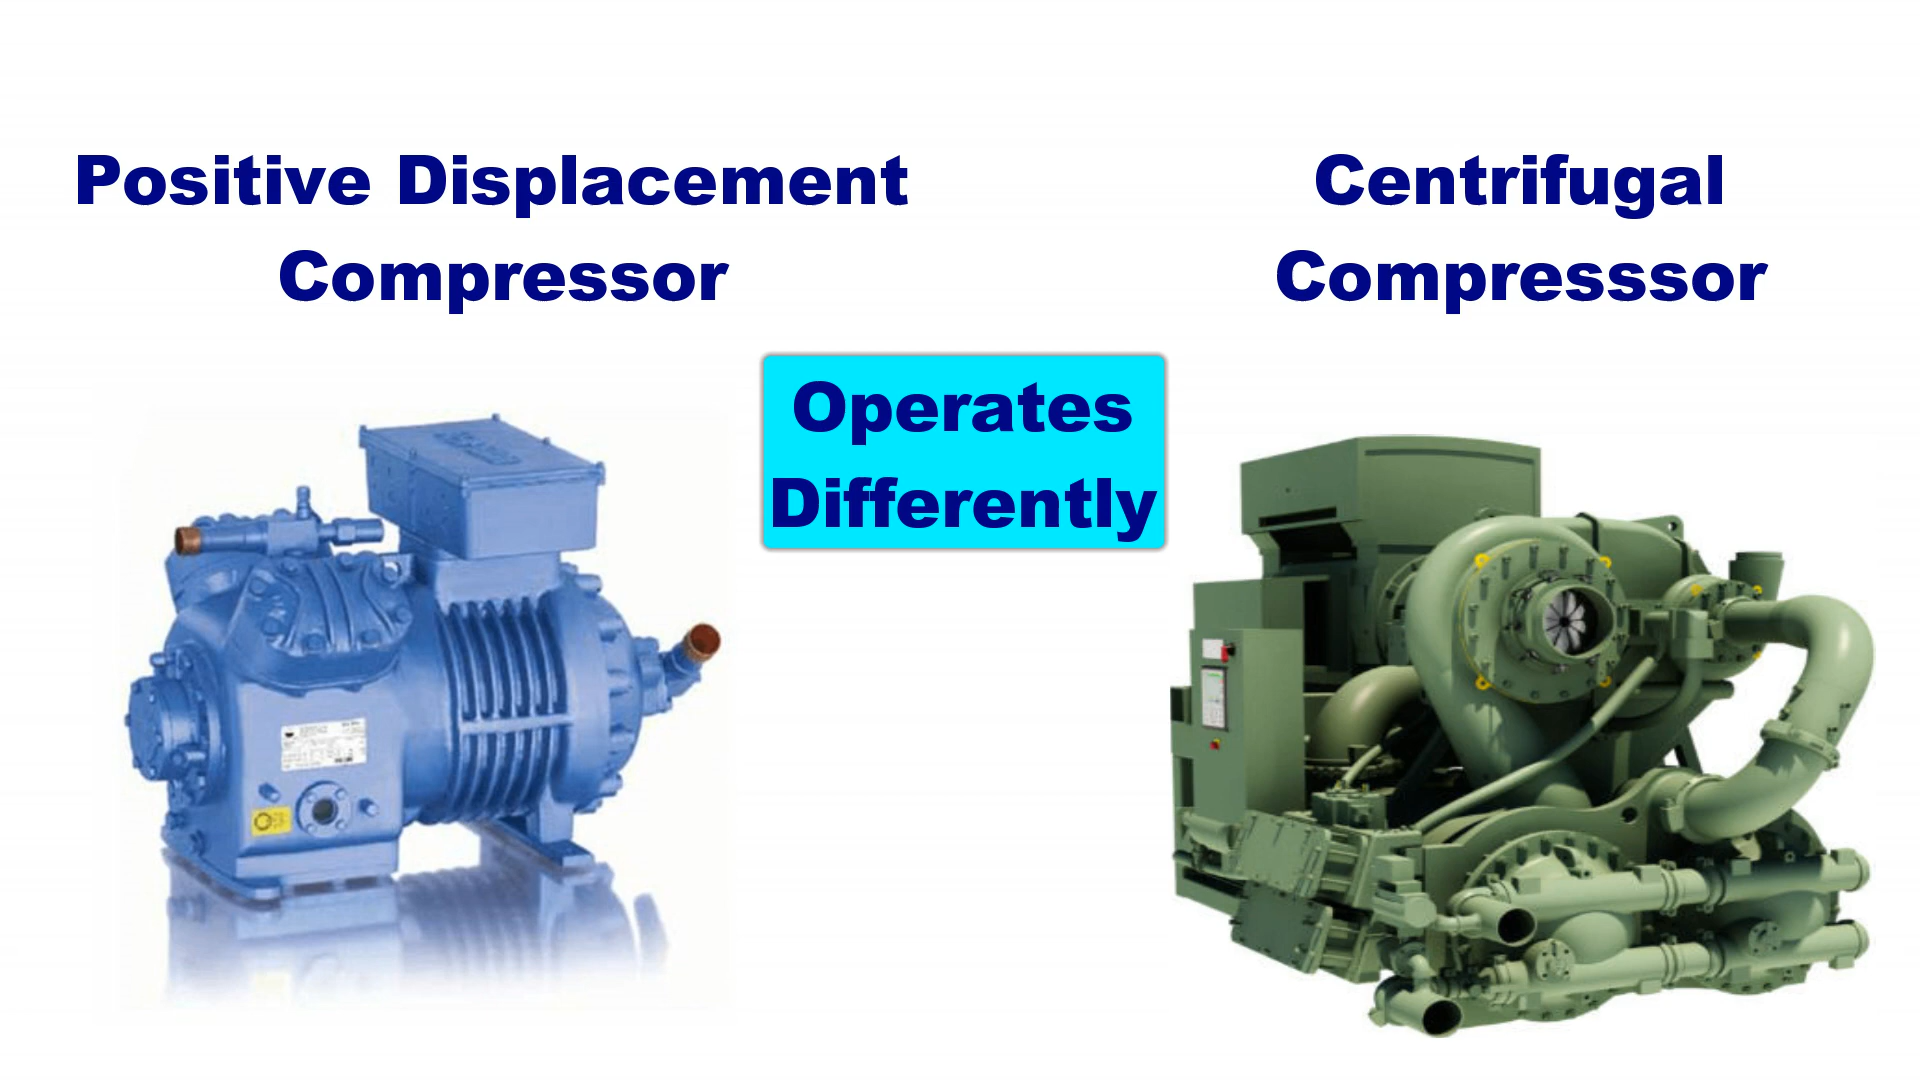 Positive Displacement
Compressor
Centrifugal
Compresssor
Operates
Differently